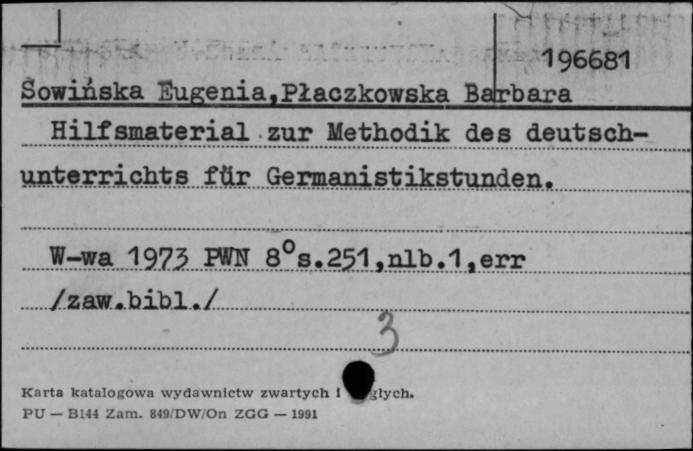 196681
Sowińska Eugenia,Płaczkowska Barbara
Hilfsmaterial zur Methodik des deutsch-
unterrichts für Germanistikstunden.
W-wa 1973 PWN 8°s.251,nlb.1,err
/zaw.bibl./
3
Karta katalogowa wydawnictw zwartych i głych.
PU — B144 Zam. 849/DW/On ZGG — 1991